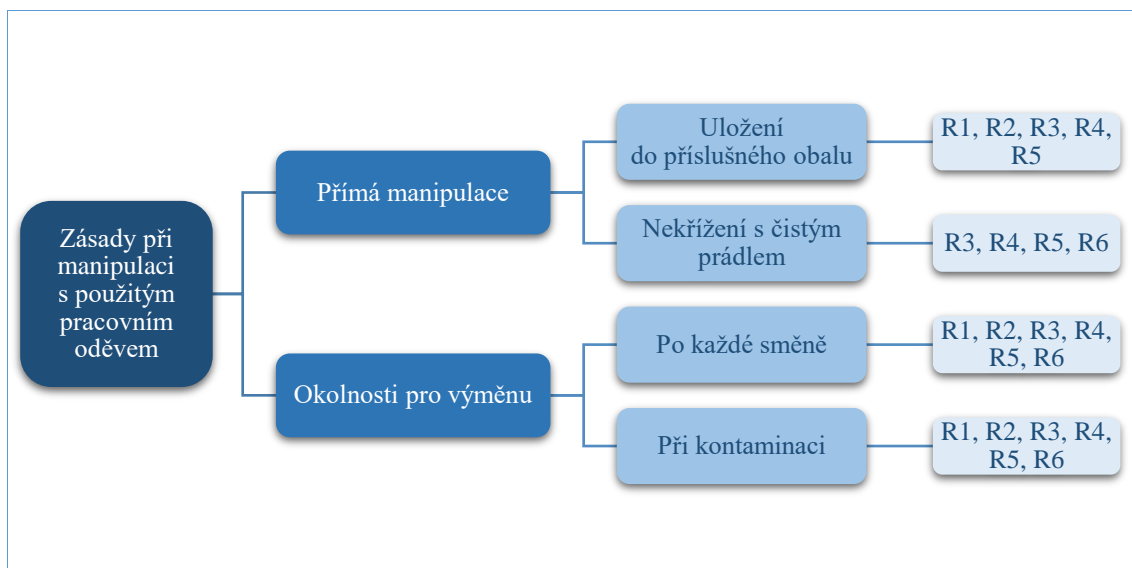 Zásady při
manipulaci
s použitým
pracovním
oděvem
Přímá manipulace
Uložení
do příslušného obalu
R1, R2, R3, R4,
R5
Nekřížení s čistým
prádlem
R3, R4, R5, R6
Okolnosti pro výměnu
Po každé směně
R1, R2, R3, R4,
R5, R6
Při kontaminaci
R1, R2, R3, R4,
R5, R6